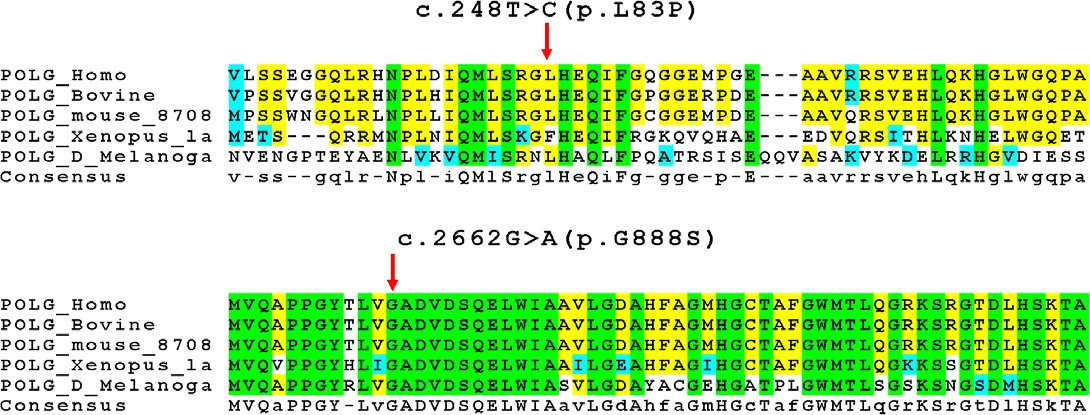 c.248T>C(p.L83P)
POLG_Homo VLSSEGGQLRHNPLDIQMLSRGLHEQIFGQGGEMPGE---AAVRRSVEHLQKHGLWGQPA
POLG_Bovine VPSSVGGQLRHNPLHIQMLSRGLHEQIFGPGGERPDE---AAVRRSVEHLQKHGLWGQPA
POLG_mouse_8708 MPSSWNGQLRLNPLNIQMLSRGLHEQIFGCGGEMPDE---AAVQRSVEHLQKHGLWGQPA
POLG_Xenopus_la METS---QRRMNPLNIQMLSKGFHEQIFRGKQVQHAE---EDVQRSITHLKNHELWGQET
POLG_D_Melanoga NVENGPTEYAENLVKVQMISRNLHAQLFPQATRSISEQQVASAKVYKDELRRHGVDIESS
Consensus v-ss--gqlr-Npl-iQMlSrglHeQiFg-gge-p-E---aavrrsvehLqkHglwgqpa
c.2662G>A(p.G888S)
POLG_Homo MVQAPPGYTLVGADVDSQELWIAAVLGDAHFAGMHGCTAFGWMTLQGRKSRGTDLHSKTA
POLG_Bovine MVQAPPGYTLVGADVDSQELWIAAVLGDAHFAGMHGCTAFGWMTLQGRKSRGTDLHSKTA
POLG_mouse_8708 MVQAPPGYTLVGADVDSQELWIAAVLGDAHFAGMHGCTAFGWMTLQGRKSRGTDLHSKTA
POLG_Xenopus_la MVQVPPGYHLIGADVDSQELWIAAILGEAHFAGIHGCTAFGWMTLQGKKSSGTDLHSKTA
POLG_D_Melanoga MVQAPPGYRLVGADVDSQELWIASVLGDAYACGEHGATPLGWMTLSGSKSNGSDMHSKTA
Consensus MVQaPPGY-LvGADVDSQELWIAavLGdAhfaGmHGCTafGWMTLqGrKSrGtDlHSKTA